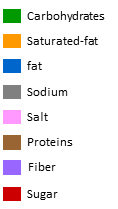 Carbohydrates
Saturated-fat
fat
Sodium
Salt
Proteins
Fiber
Sugar